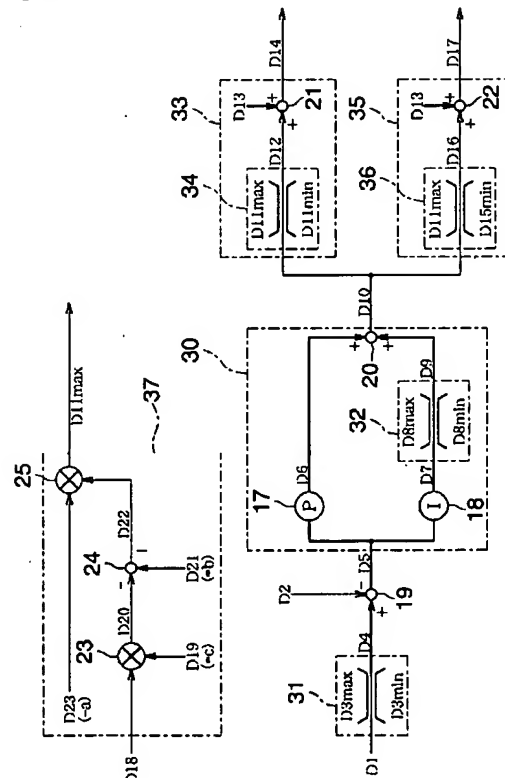 37
25
D11max
D22
24
D20
D21
(=b)
23
D19
(=c)
D23
(-a)
D18
33
D14
D13
21
D12
34
D11max
D11min
35
D17
D13
22
D16
36
D11max
D15min
30
D10
20
D6
17
P
D9
32
D8max
D8min
D7
18
I
D5
D2
19
D4
31
D3max
D3min
D1
+
+
+
+
+
+
+
-
-
-